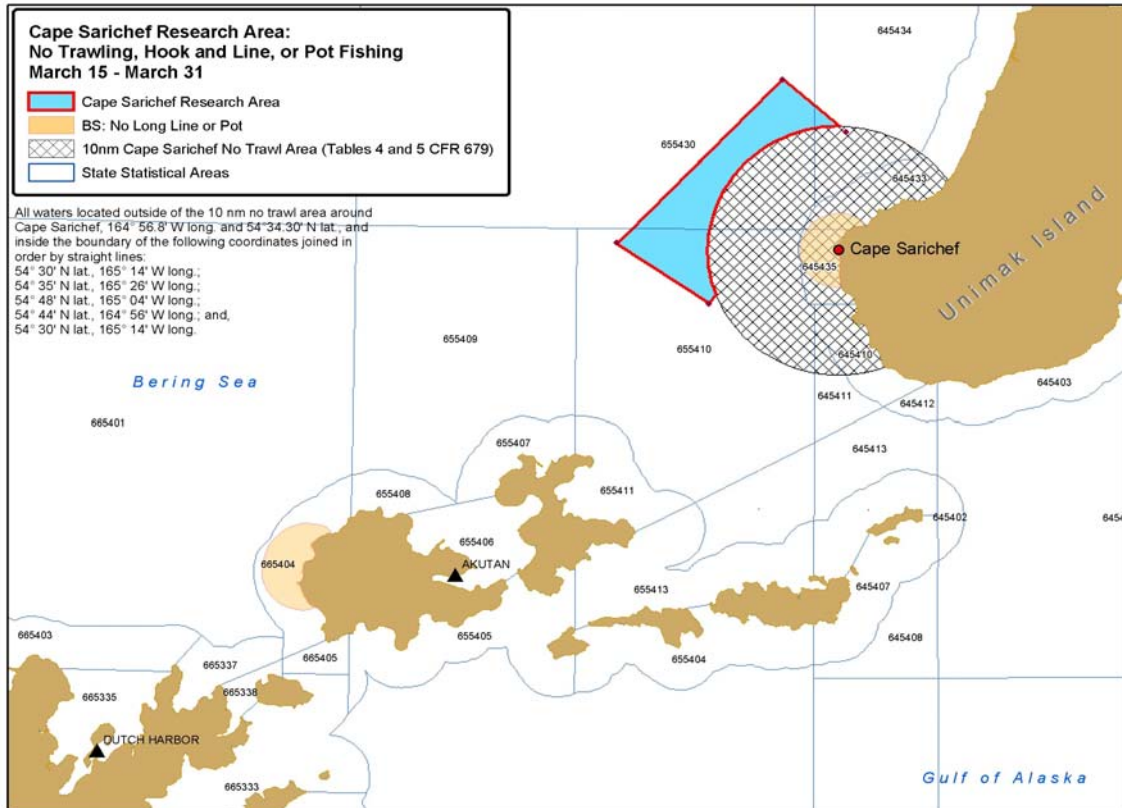 Cape Sarichef Research Area:
No Trawling, Hook and Line, or Pot Fishing
March 15 - March 31
Cape Sarichef Research Area
BS: No Long Line or Pot
10nm Cape Sarichef No Trawl Area (Tables 4 and 5 CFR 679)
State Statistical Areas
All waters located outside of the 10 nm no trawl area around
Cape Sarichef, 164° 56.8' W long. and 54°34.30' N lat., and
inside the boundary of the following coordinates joined in
order by straight lines:
54° 30' N lat., 165° 14' W long.;
54° 35' N lat., 165° 26' W long.;
54° 48' N lat., 165° 04' W long.;
54° 44' N lat., 164° 56' W long.; and,
54° 30' N lat., 165° 14' W long.
645434
655430
645433
Cape Sarichef
645435
Unimak Island
655409
655410
645410
Bering Sea
645411
645412
645403
665401
645413
655407
655408
655411
645402
655406
665404
AKUTAN
655413
645407
665403
655405
645408
665337
665405
655404
665335
665338
DUTCH HARBOR
665333
Gulf of Alaska